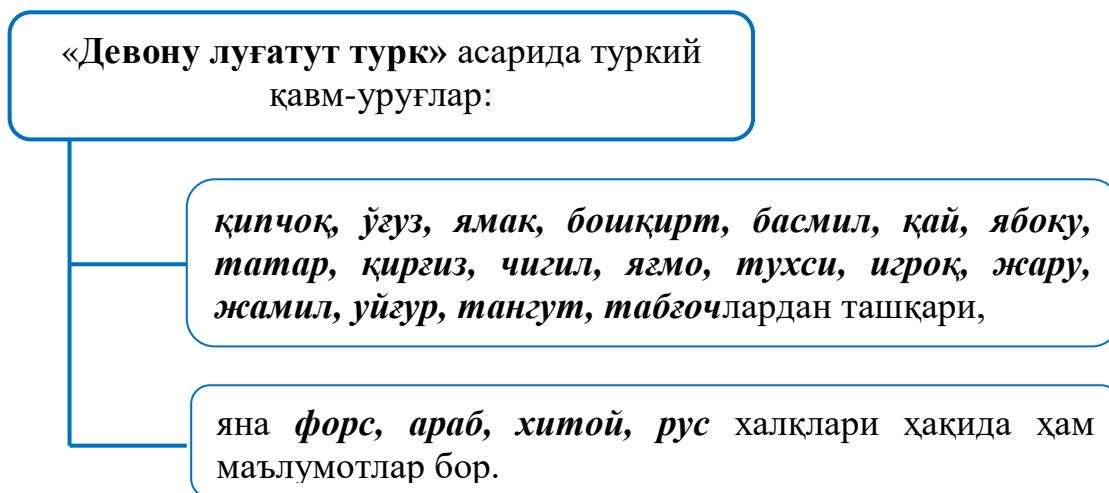 «Девону луғатут турк» асарида туркий
қавм-уруғлар:
қипчоқ, ўғуз, ямак, бошқирт, басмил, қай, ябоку,
татар, қирғиз, чигил, яғмо, тухси, игроқ, жару,
жамил, уйғур, тангут, табғочлардан ташқари,
яна форс, араб, хитой, рус халқлари ҳақида ҳам
маълумотлар бор.